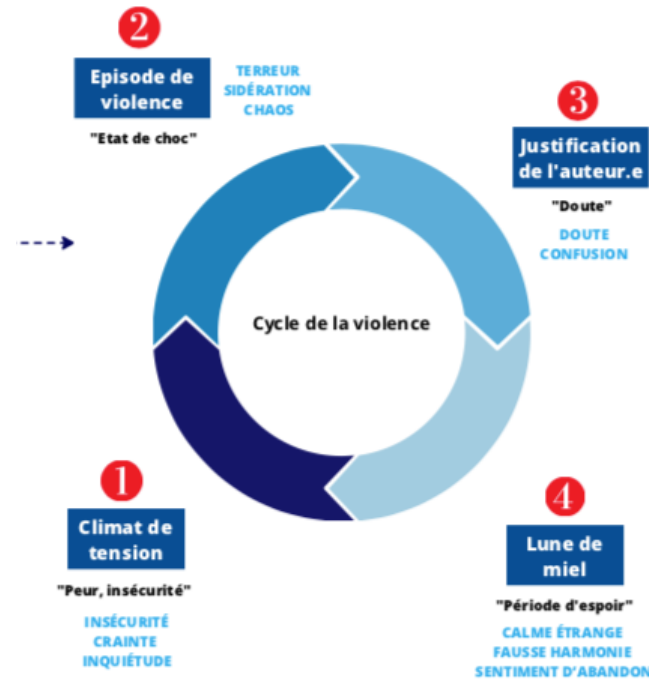 2
Episode de
violence
"Etat de choc"
TERREUR
SIDÉRATION
CHAOS
3
Justification
de l'auteur.e
"Doute"
DOUTE
CONFUSION
Cycle de la violence
1
Climat de
tension
"Peur, insécurité"
INSÉCURITÉ
CRAINTE
INQUIÉTUDE
4
Lune de
miel
"Période d'espoir"
CALME ÉTRANGE
FAUSSE HARMONIE
SENTIMENT D'ABANDON